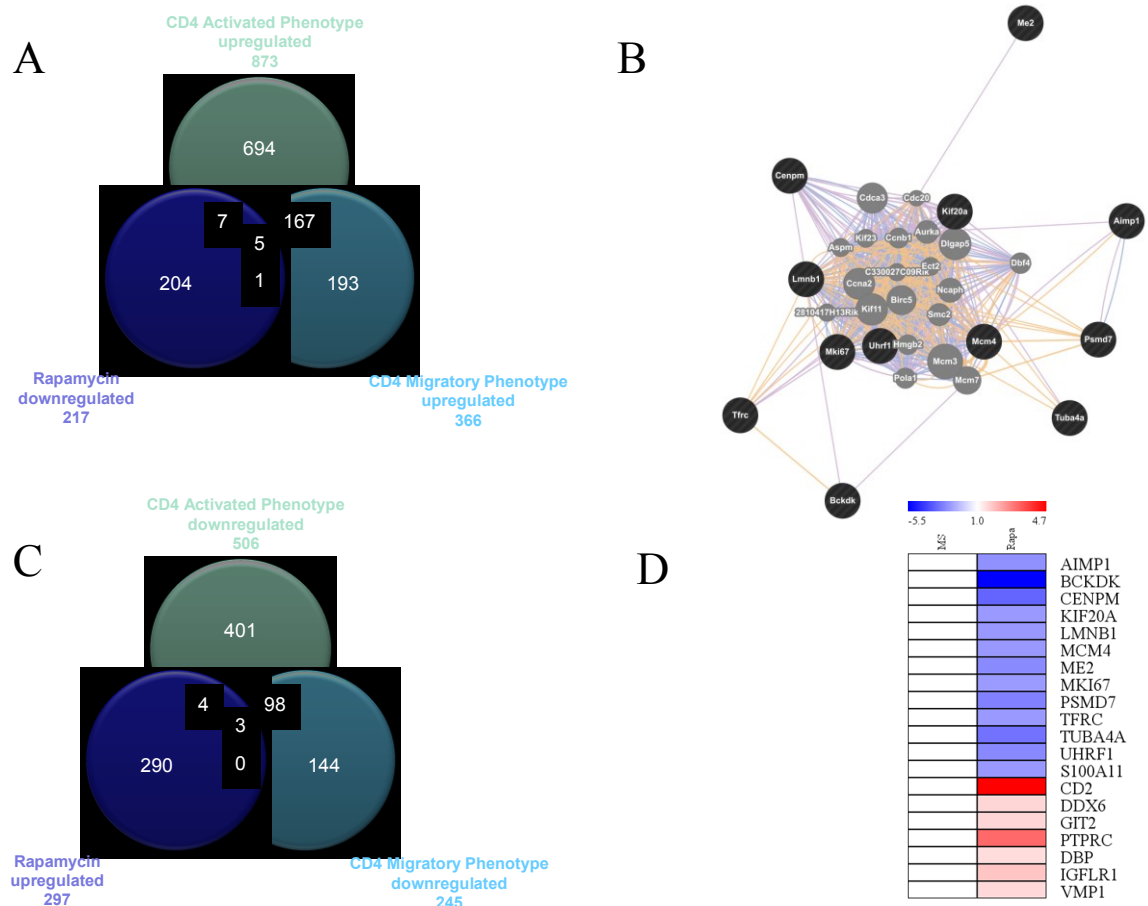 A
CD4 Activated Phenotype
upregulated
873
694
7
167
5
204
1
193
Rapamycin
downregulated
217
CD4 Migratory Phenotype
upregulated
366
B
Me2
Cenpm
Cdca3
Cdc20
Kif20a
Aimp1
Kif23
Ccnb1
Aurka
Aspm
Dlgap5
Ect2
Dbf4
C330027C09Rik
Lmnb1
Ccna2
Birc5
Ncaph
2810417H13Rik
Kif11
Smc2
Mki67
Uhrf1
Hmgb2
Mcm4
Psmd7
Mcm3
Pola1
Mcm7
Tfrc
Tuba4a
Bckdk
C
CD4 Activated Phenotype
downregulated
506
401
4
98
3
290
0
144
Rapamycin
upregulated
297
CD4 Migratory Phenotype
downregulated
245
D
-5.5 1.0 4.7
MS
Rapa
AIMP1
BCKDK
CENPM
KIF20A
LMNB1
MCM4
ME2
MKI67
PSMD7
TFRC
TUBA4A
UHRF1
S100A11
CD2
DDX6
GIT2
PTPRC
DBP
IGFLR1
VMP1